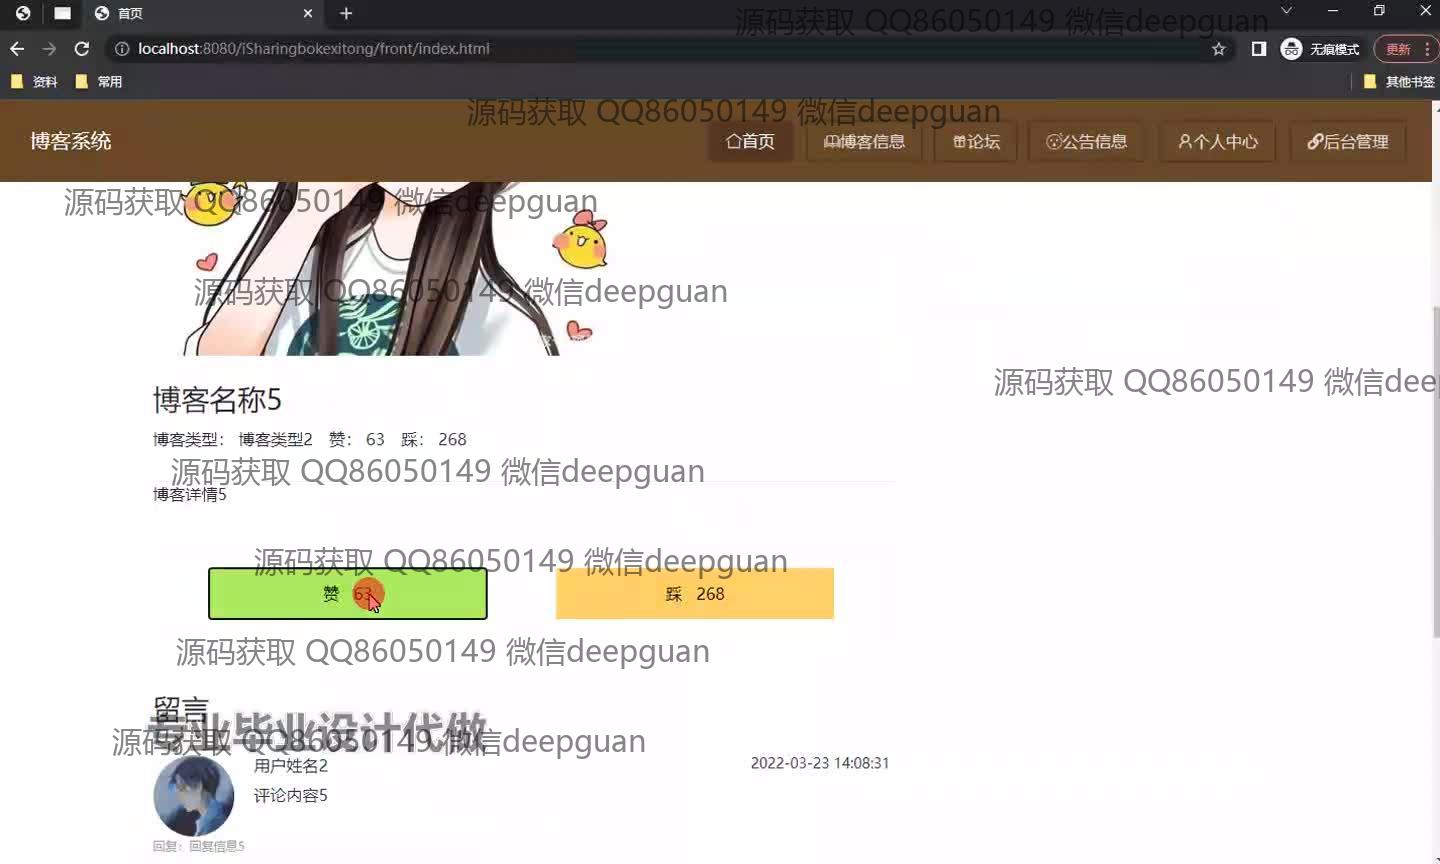 首页
源码获取 QQ86050149 微信deepguan
localhost:8080/iSharingbokexitong/front/index.html
无痕模式
更新
资料
常用
其他书签
源码获取 QQ86050149 微信deepguan
博客系统
首页
博客信息
论坛
公告信息
个人中心
后台管理
源码获取 QQ86050149 微信deepguan
源码获取 QQ86050149 微信deepguan
源码获取 QQ86050149 微信deep
博客名称5
博客类型： 博客类型2 赞： 63 踩： 268
源码获取 QQ86050149 微信deepguan
博客详情5
源码获取 QQ86050149 微信deepguan
赞 63
踩 268
源码获取 QQ86050149 微信deepguan
留言
专业毕业设计代做
源码获取 QQ86050149 微信deepguan
用户姓名2
2022-03-23 14:08:31
评论内容5
回复：回复信息5